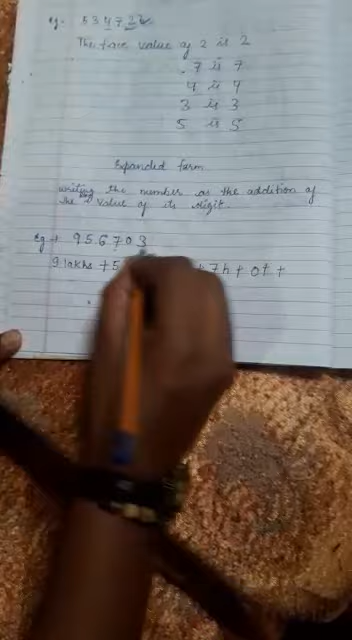 eg:- 534722
The face value of 2 is 2
7 is 7
4 is 4
3 is 3
5 is 5
Expanded form
writing the number as the addition of
the value of its digit.
Eg → 956703
9 lakhs + 5 + 7h + 0t +